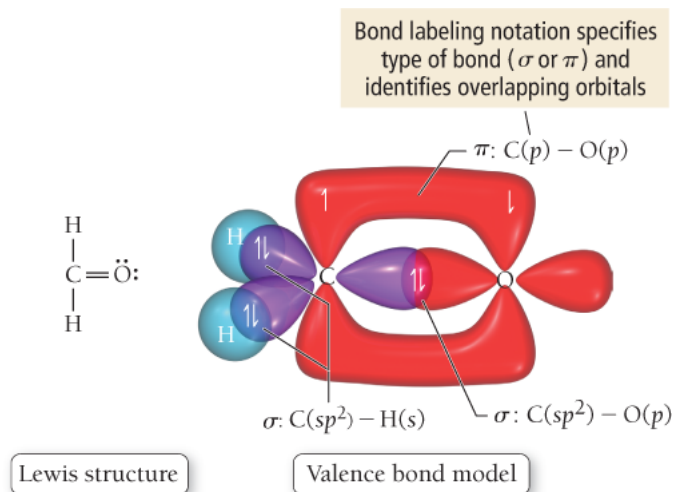 Bond labeling notation specifies
type of bond (σ or π) and
identifies overlapping orbitals
π: C(p) – O(p)
H
C=Ö:
H
H
H
C
O
σ: C(sp²) – H(s)
σ: C(sp²) – O(p)
Lewis structure
Valence bond model